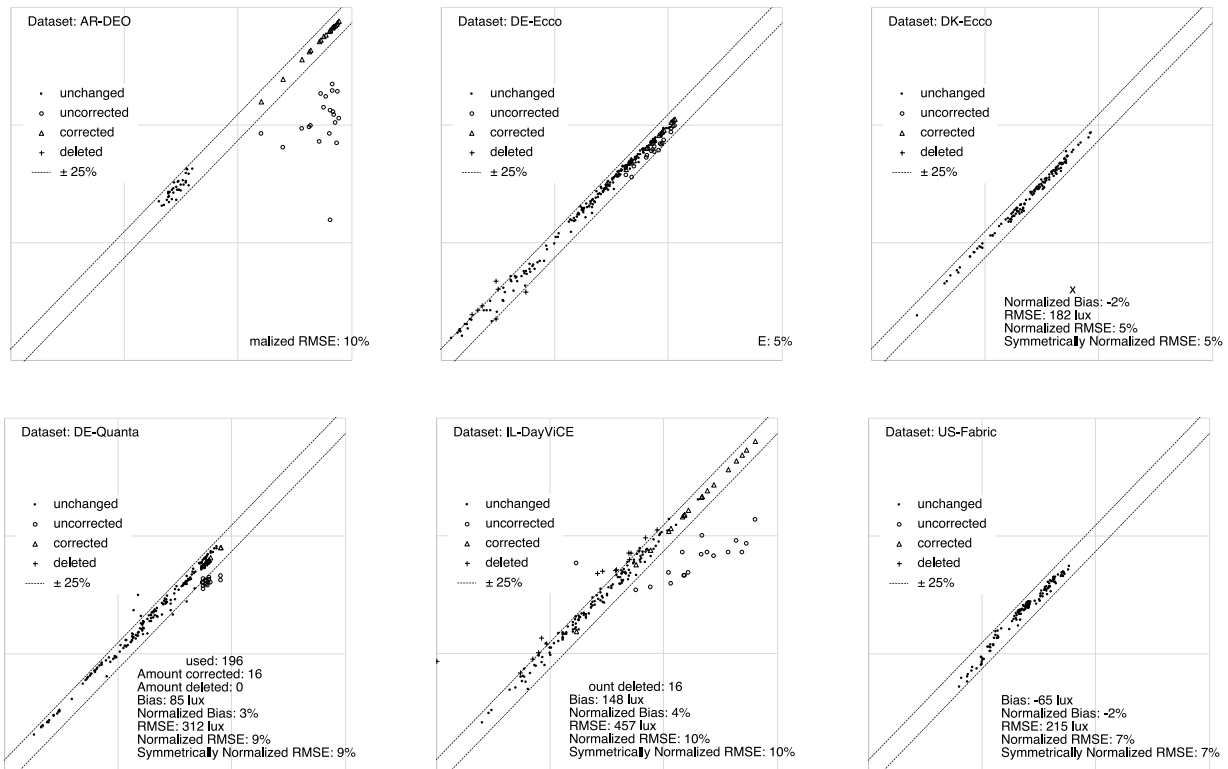 Dataset: AR-DEO
unchanged
uncorrected
corrected
deleted
± 25%
malized RMSE: 10%
Dataset: DE-Ecco
unchanged
uncorrected
corrected
deleted
± 25%
E: 5%
Dataset: DK-Ecco
unchanged
uncorrected
corrected
deleted
± 25%
x
Normalized Bias: -2%
RMSE: 182 lux
Normalized RMSE: 5%
Symmetrically Normalized RMSE: 5%
Dataset: DE-Quanta
unchanged
uncorrected
corrected
deleted
± 25%
used: 196
Amount corrected: 16
Amount deleted: 0
Bias: 85 lux
Normalized Bias: 3%
RMSE: 312 lux
Normalized RMSE: 9%
Symmetrically Normalized RMSE: 9%
Dataset: IL-DayViCE
unchanged
uncorrected
corrected
deleted
± 25%
ount deleted: 16
Bias: 148 lux
Normalized Bias: 4%
RMSE: 457 lux
Normalized RMSE: 10%
Symmetrically Normalized RMSE: 10%
Dataset: US-Fabric
unchanged
uncorrected
corrected
deleted
± 25%
Bias: -65 lux
Normalized Bias: -2%
RMSE: 215 lux
Normalized RMSE: 7%
Symmetrically Normalized RMSE: 7%